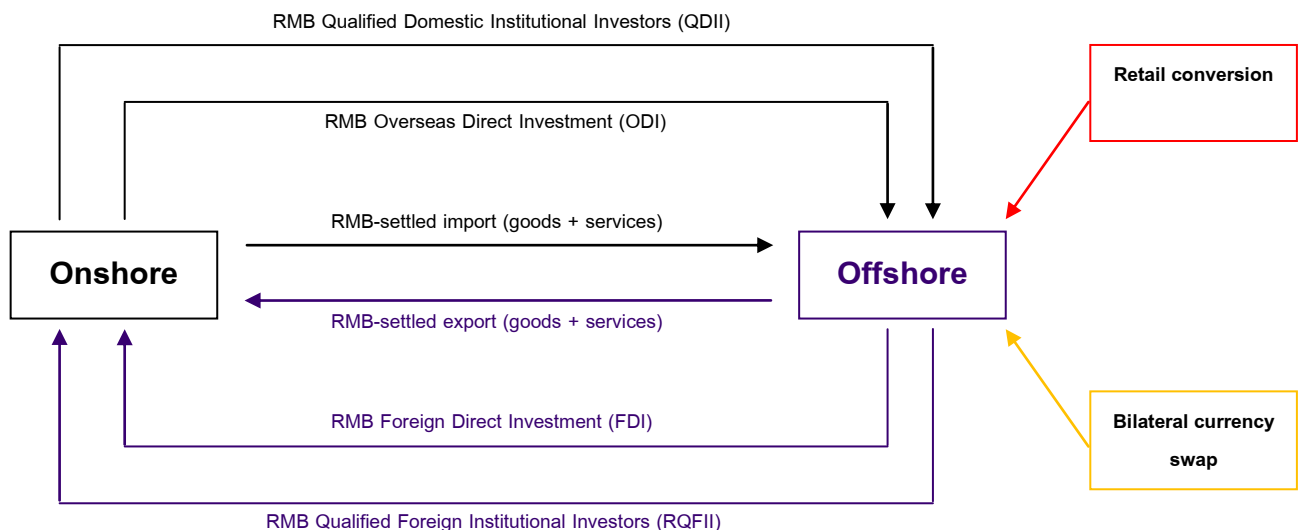 RMB Qualified Domestic Institutional Investors (QDII)
Retail conversion
RMB Overseas Direct Investment (ODI)
RMB-settled import (goods + services)
Onshore
Offshore
RMB-settled export (goods + services)
RMB Foreign Direct Investment (FDI)
Bilateral currency
swap
RMB Qualified Foreign Institutional Investors (RQFII)